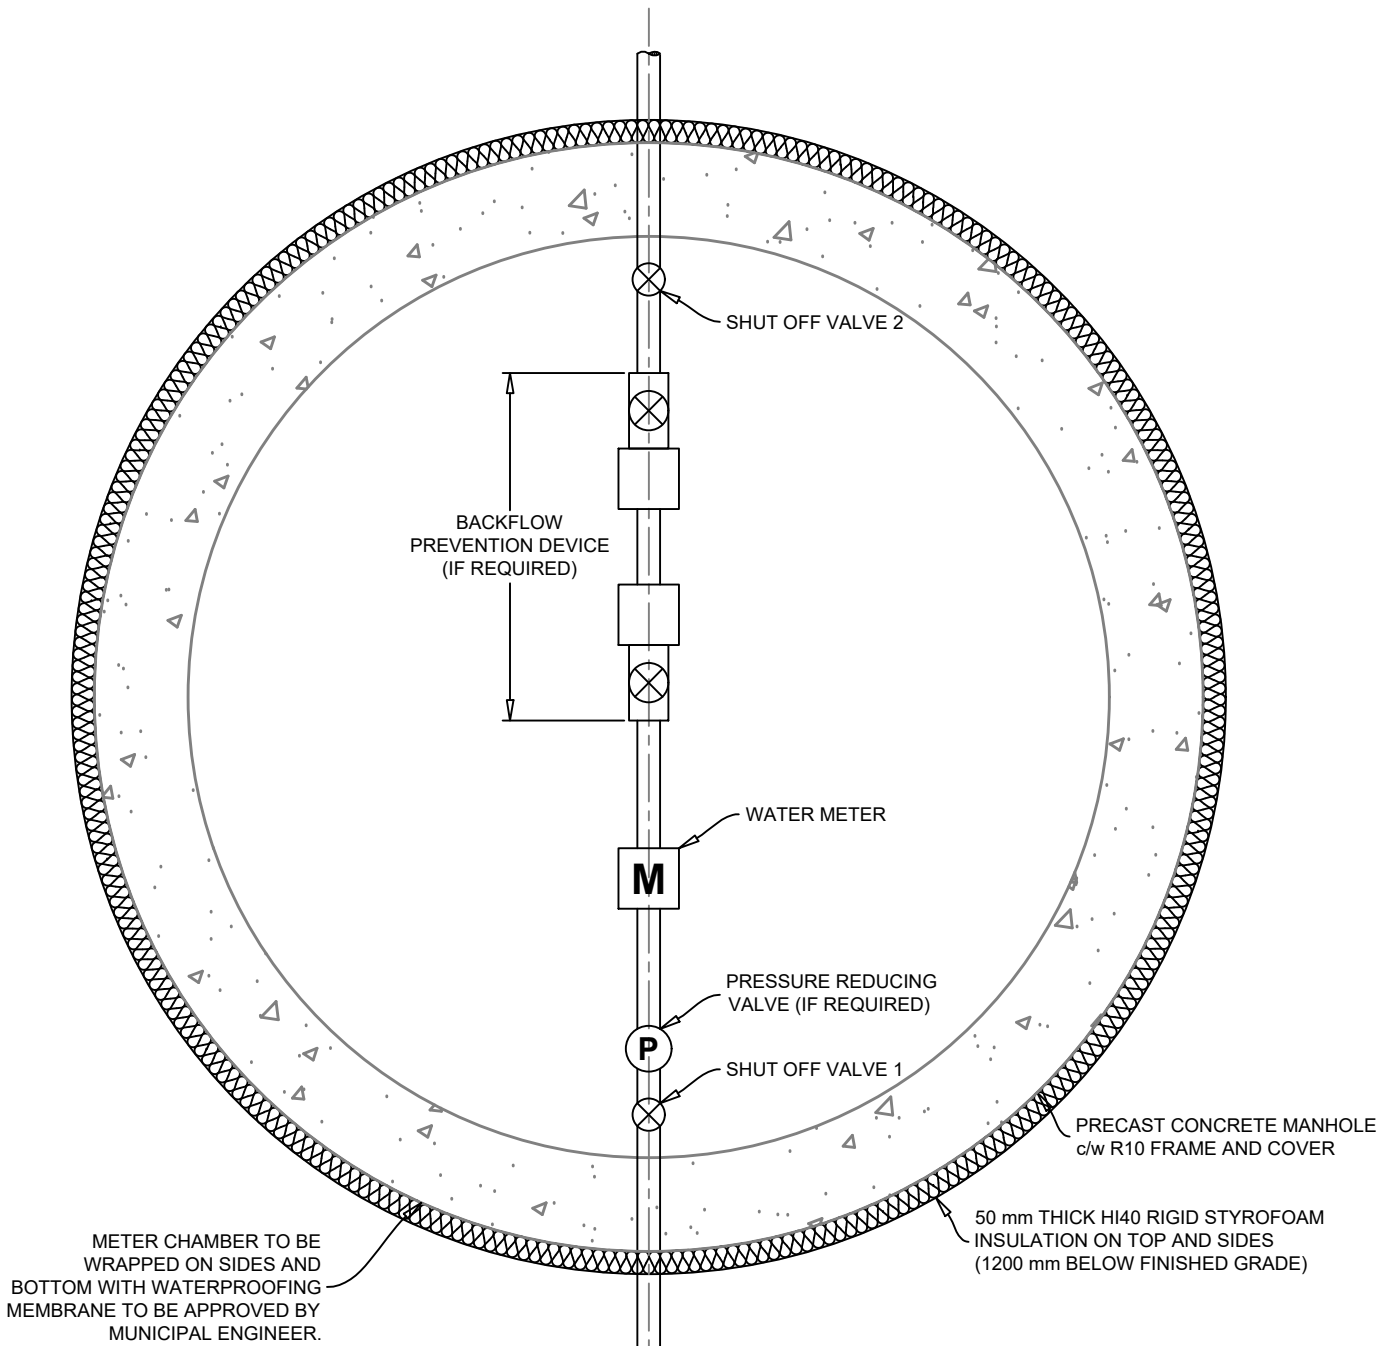 SHUT OFF VALVE 2
BACKFLOW
PREVENTION DEVICE
(IF REQUIRED)
WATER METER
M
PRESSURE REDUCING
VALVE (IF REQUIRED)
P
SHUT OFF VALVE 1
PRECAST CONCRETE MANHOLE
c/w R10 FRAME AND COVER
50 mm THICK HI40 RIGID STYROFOAM
INSULATION ON TOP AND SIDES
(1200 mm BELOW FINISHED GRADE)
METER CHAMBER TO BE
WRAPPED ON SIDES AND
BOTTOM WITH WATERPROOFING
MEMBRANE TO BE APPROVED BY
MUNICIPAL ENGINEER.